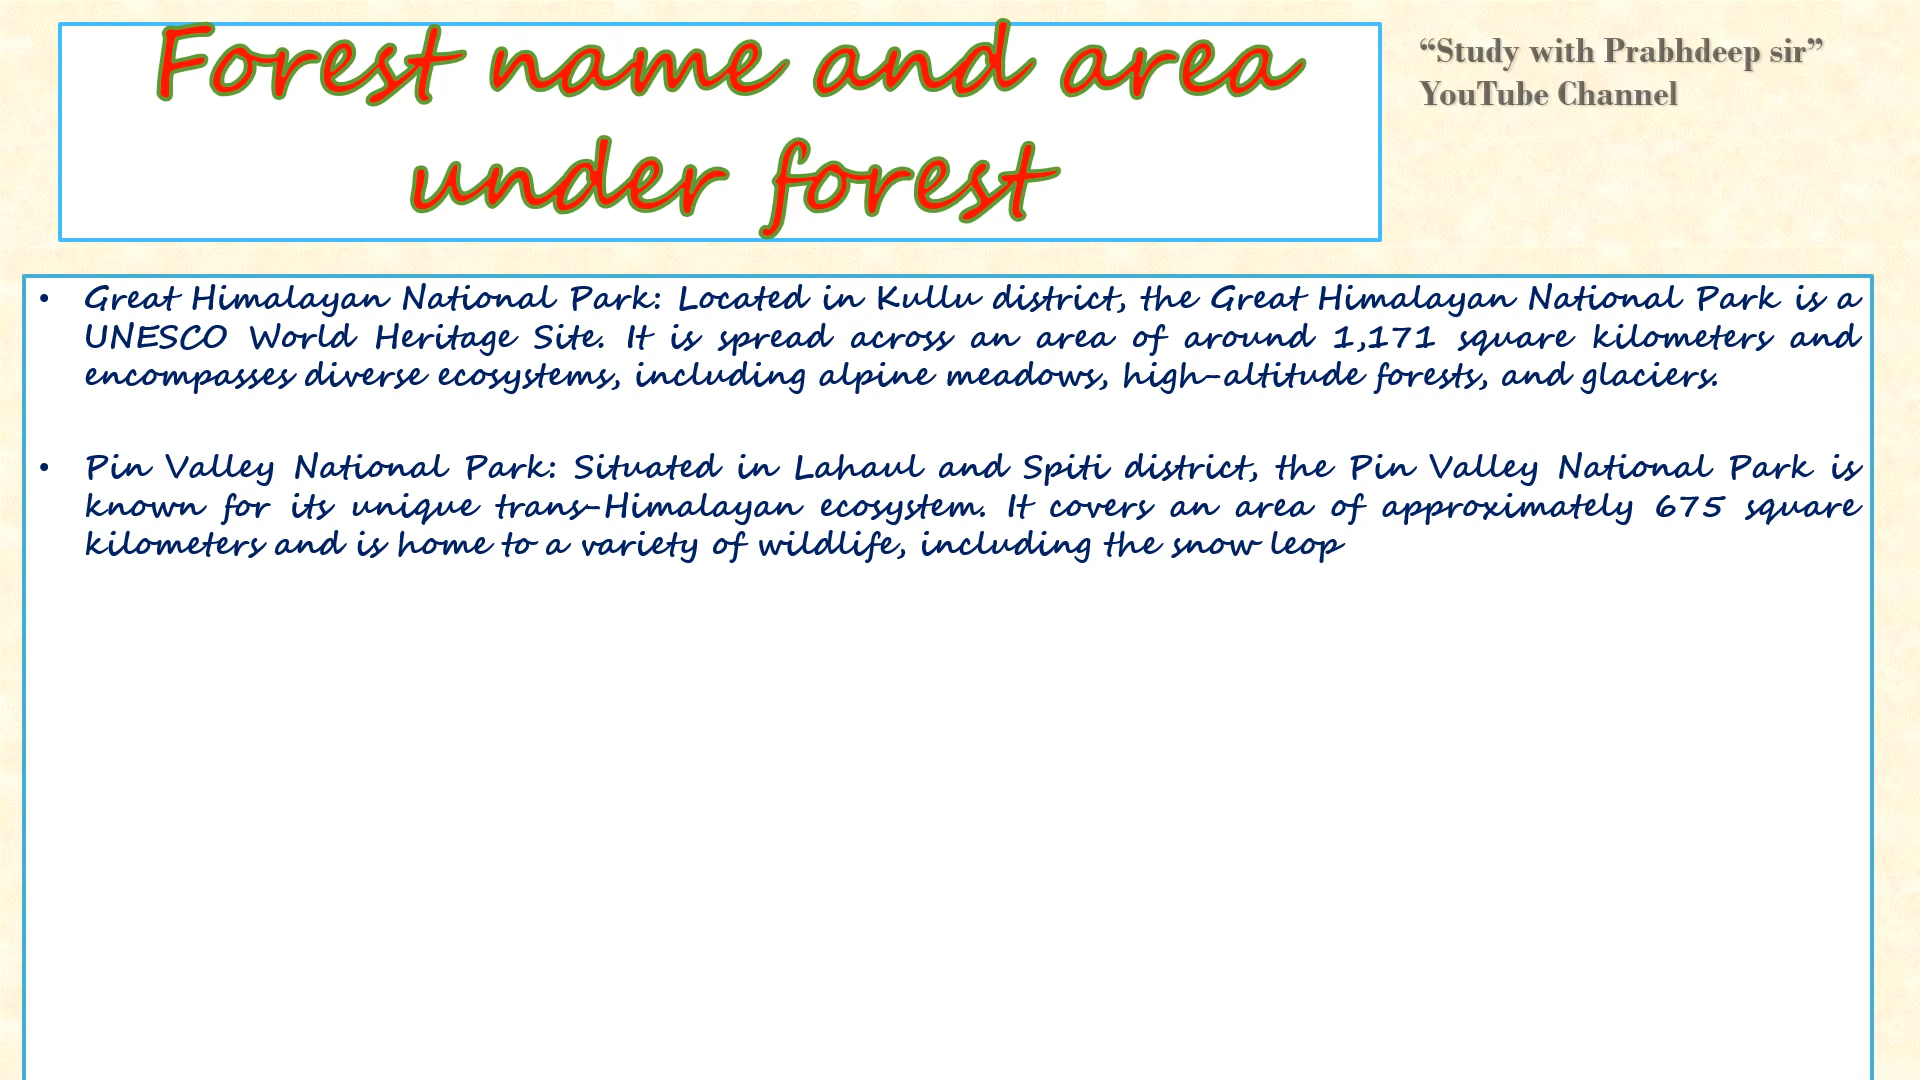 Forest name and area
under forest
“Study with Prabhdeep sir”
YouTube Channel
• Great Himalayan National Park: Located in Kullu district, the Great Himalayan National Park is a
UNESCO World Heritage Site. It is spread across an area of around 1,171 square kilometers and
encompasses diverse ecosystems, including alpine meadows, high-altitude forests, and glaciers.
• Pin Valley National Park: Situated in Lahaul and Spiti district, the Pin Valley National Park is
known for its unique trans-Himalayan ecosystem. It covers an area of approximately 675 square
kilometers and is home to a variety of wildlife, including the snow leop